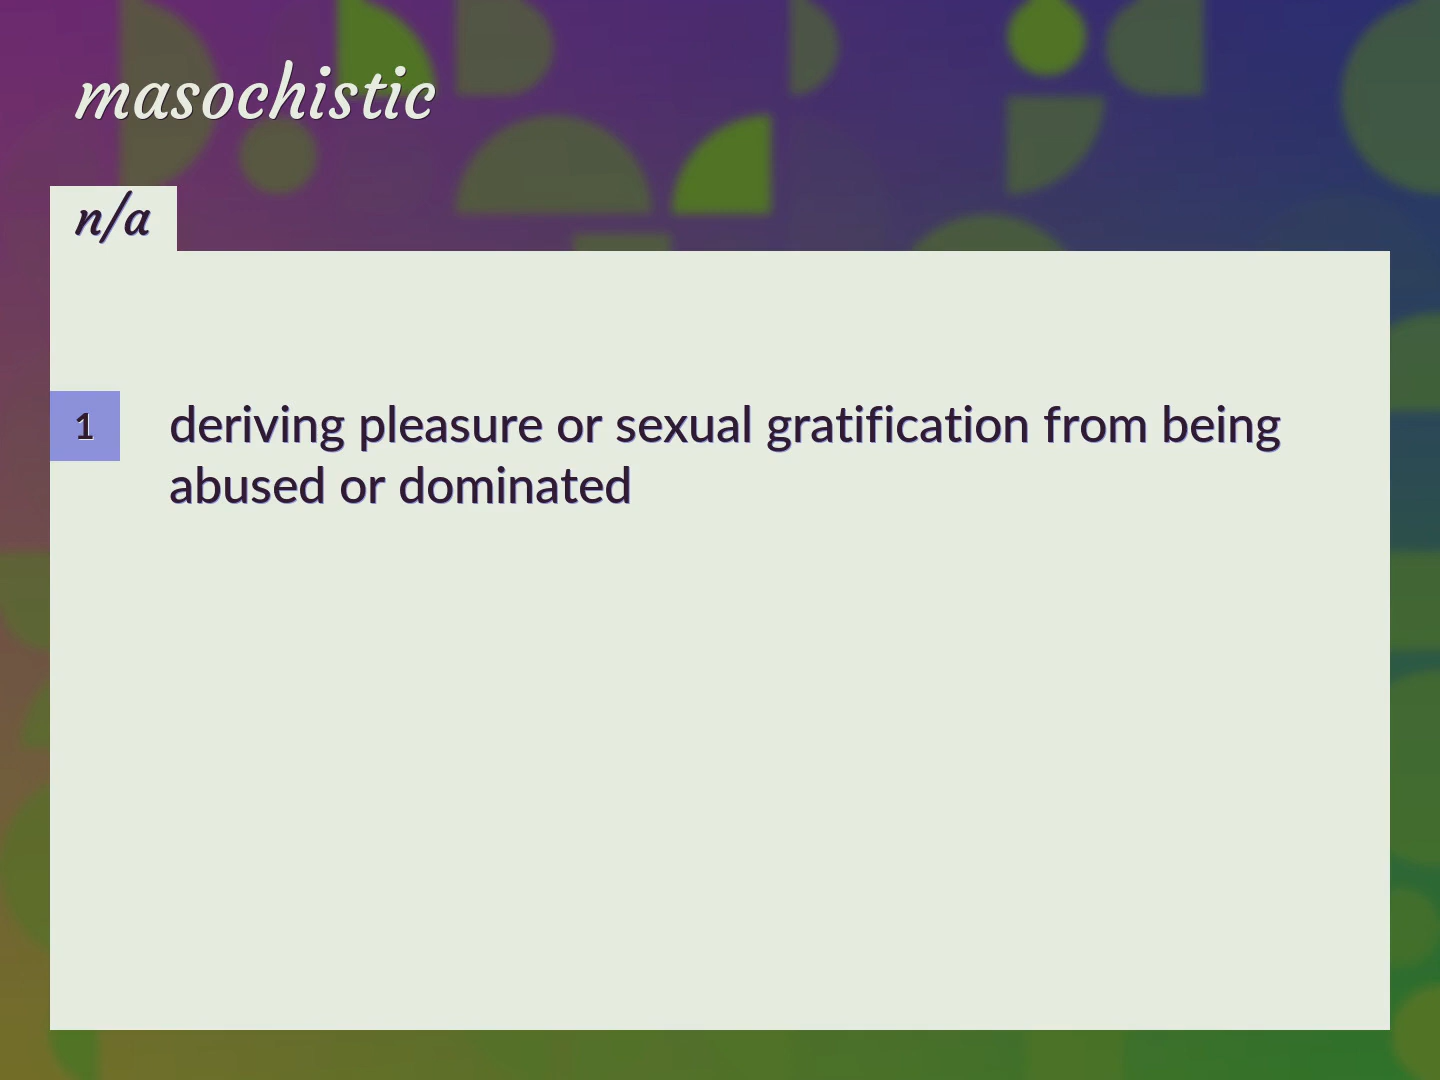 masochistic
n/a
1 deriving pleasure or sexual gratification from being
abused or dominated